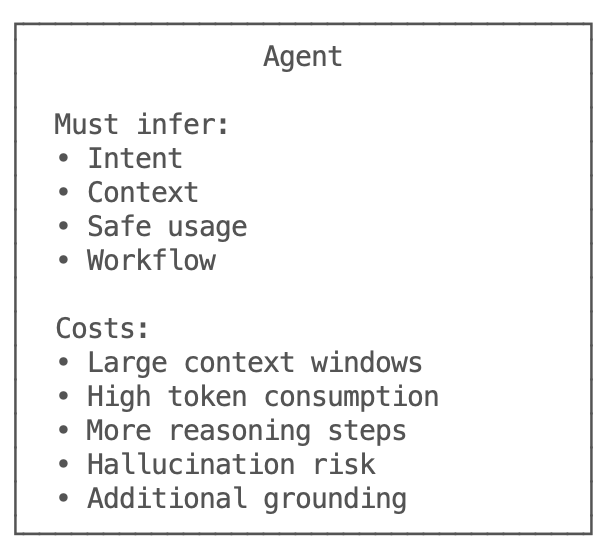 Agent
Must infer:
• Intent
• Context
• Safe usage
• Workflow
Costs:
• Large context windows
• High token consumption
• More reasoning steps
• Hallucination risk
• Additional grounding